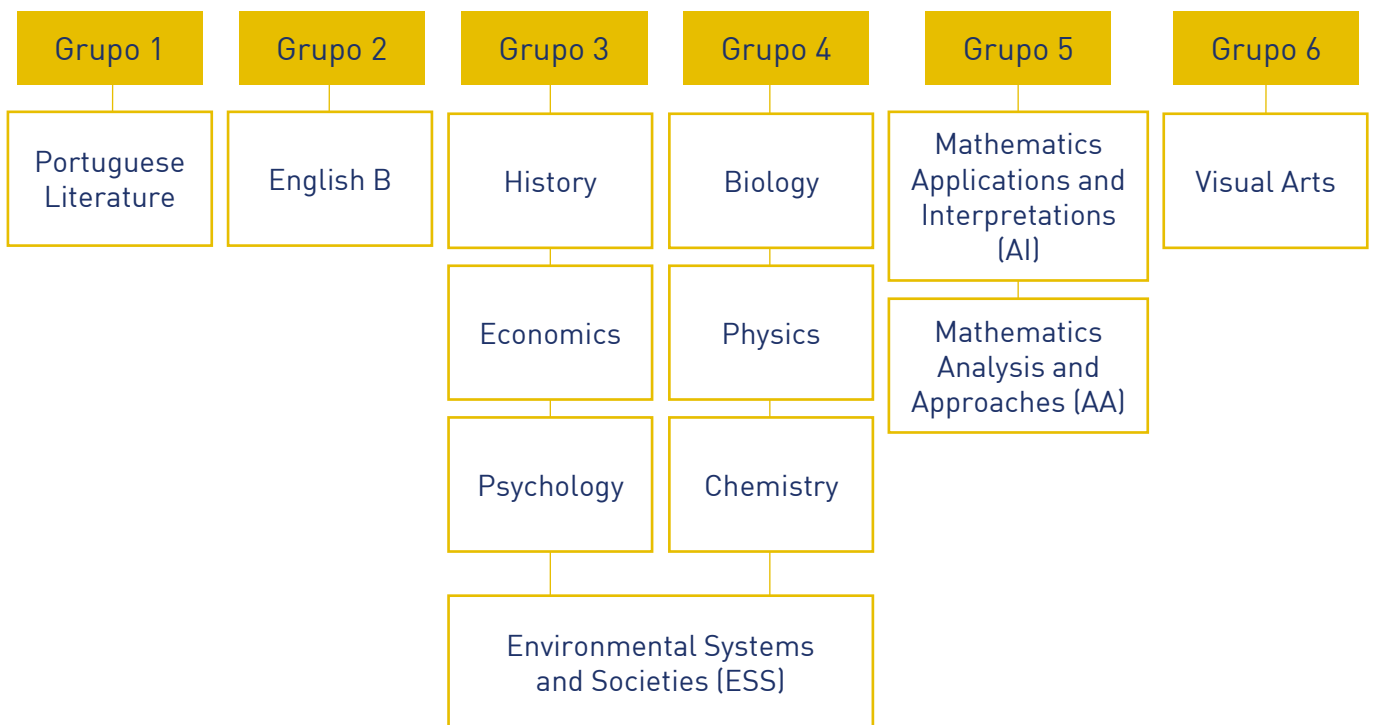 Grupo 1
Portuguese
Literature
Grupo 2
English B
Grupo 3
History
Economics
Psychology
Grupo 4
Biology
Physics
Chemistry
Environmental Systems
and Societies (ESS)
Grupo 5
Mathematics
Applications and
Interpretations
(AI)
Mathematics
Analysis and
Approaches (AA)
Grupo 6
Visual Arts